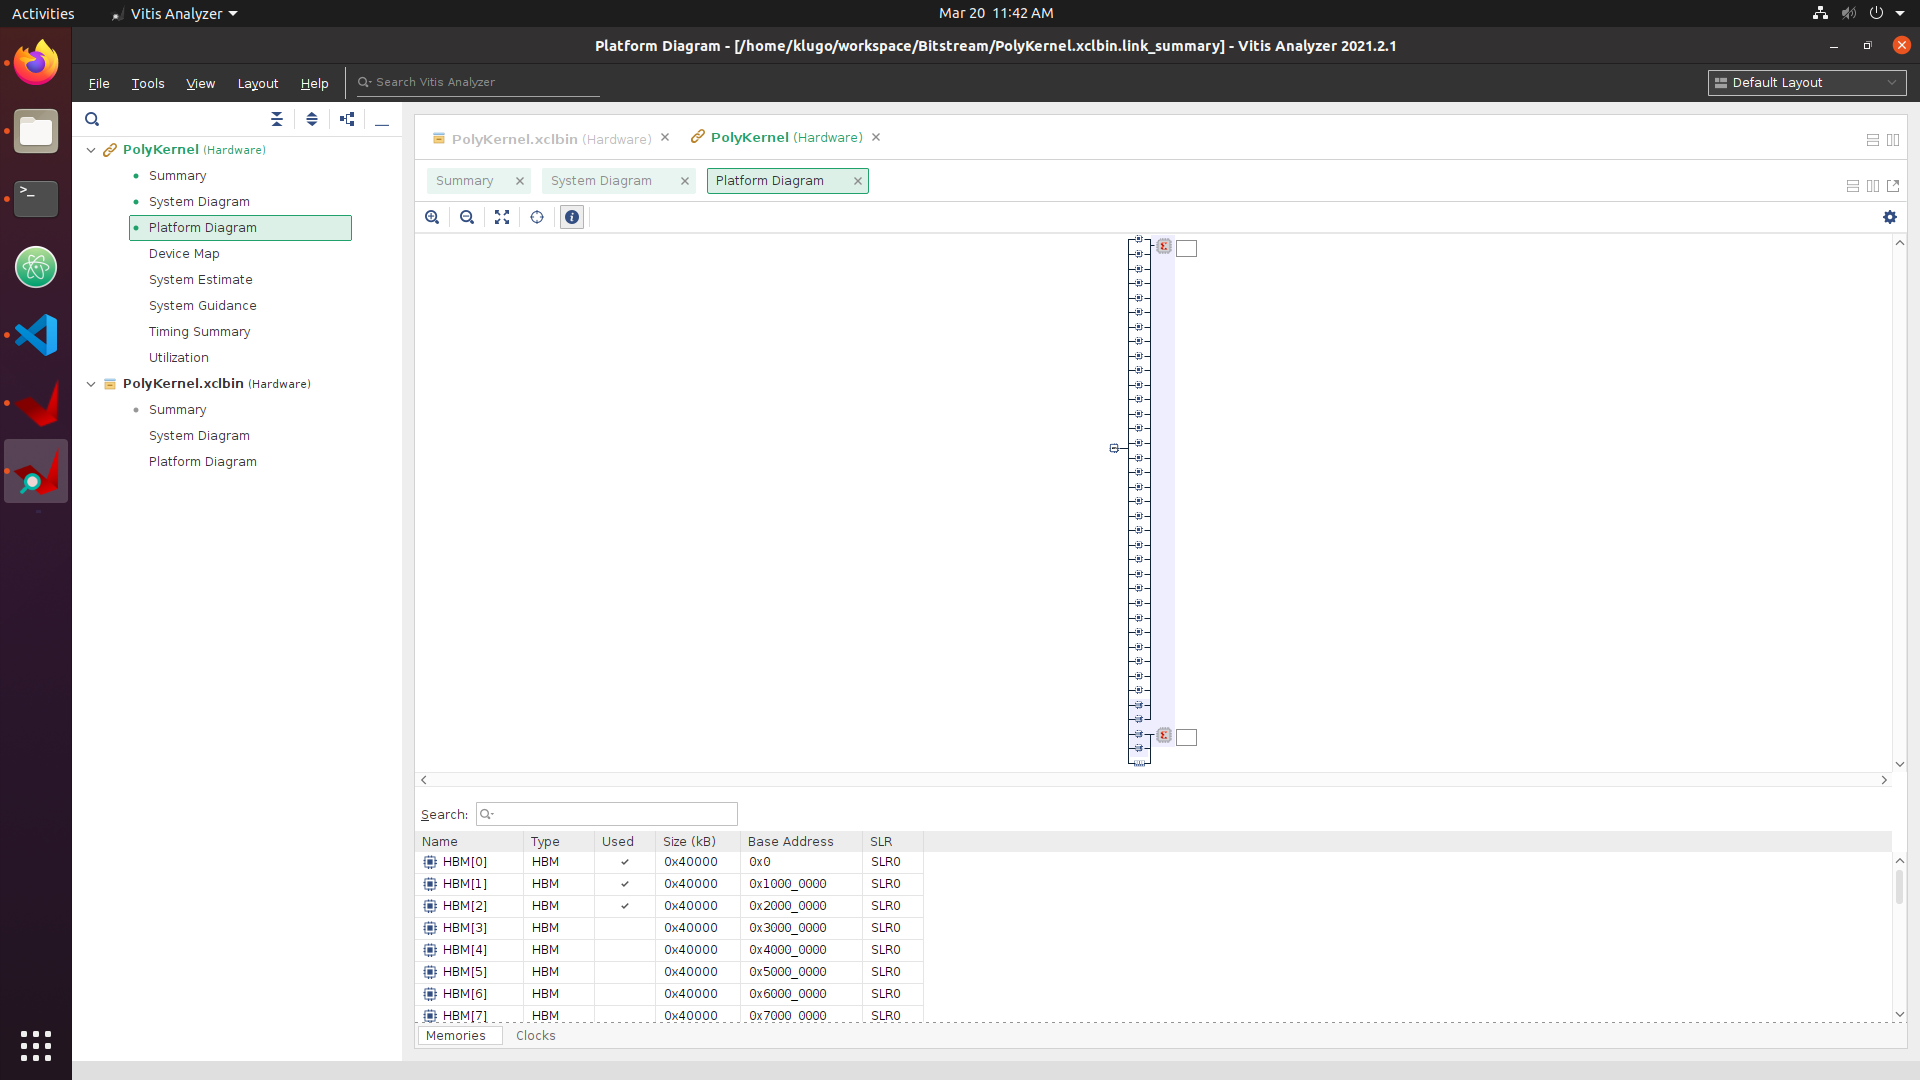 Activities
Vitis Analyzer
Mar 20 11:42 AM
Platform Diagram - [/home/klugo/workspace/Bitstream/PolyKernel.xclbin.link_summary] - Vitis Analyzer 2021.2.1
File Tools View Layout Help
Search Vitis Analyzer
Default Layout
PolyKernel (Hardware)
Summary
System Diagram
Platform Diagram
Device Map
System Estimate
System Guidance
Timing Summary
Utilization
PolyKernel.xclbin (Hardware)
Summary
System Diagram
Platform Diagram
PolyKernel.xclbin (Hardware)
PolyKernel (Hardware)
Summary
System Diagram
Platform Diagram
Search:
Name Type Used Size (kB) Base Address SLR
HBM[0] HBM 0x40000 0x0 SLR0
HBM[1] HBM 0x40000 0x1000_0000 SLR0
HBM[2] HBM 0x40000 0x2000_0000 SLR0
HBM[3] HBM 0x40000 0x3000_0000 SLR0
HBM[4] HBM 0x40000 0x4000_0000 SLR0
HBM[5] HBM 0x40000 0x5000_0000 SLR0
HBM[6] HBM 0x40000 0x6000_0000 SLR0
HBM[7] HBM 0x40000 0x7000_0000 SLR0
Memories
Clocks